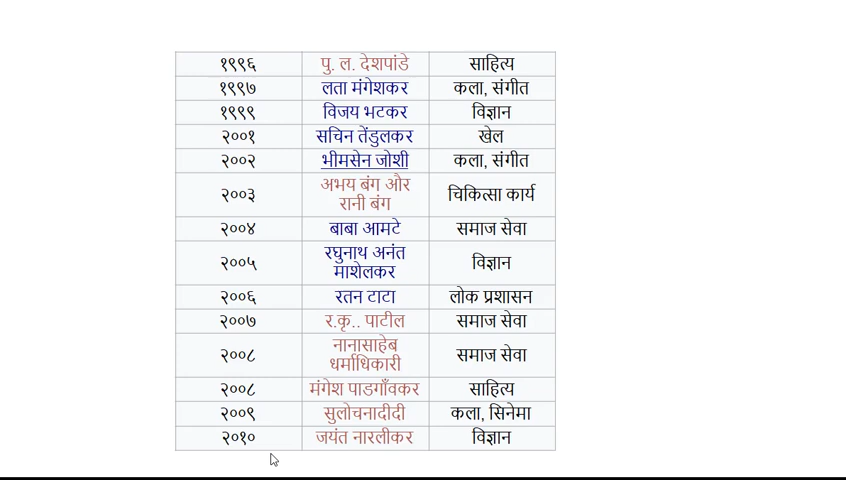 १९९६ पु. ल. देशपांडे साहित्य
१९९७ लता मंगेशकर कला, संगीत
१९९९ विजय भटकर विज्ञान
२००१ सचिन तेंडुलकर खेल
२००२ भीमसेन जोशी कला, संगीत
२००३ अभय बंग और रानी बंग चिकित्सा कार्य
२००४ बाबा आमटे समाज सेवा
२००५ रघुनाथ अनंत माशेलकर विज्ञान
२००६ रतन टाटा लोक प्रशासन
२००७ र.कृ.. पाटील समाज सेवा
२००८ नानासाहेब धर्माधिकारी समाज सेवा
२००८ मंगेश पाडगाँवकर साहित्य
२००९ सुलोचनादीदी कला, सिनेमा
२०१० जयंत नारलीकर विज्ञान